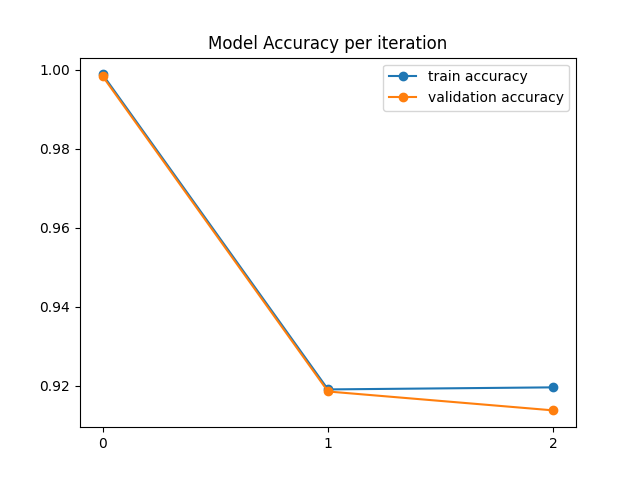 Model Accuracy per iteration
train accuracy
validation accuracy
1.00
0.98
0.96
0.94
0.92
0 1 2